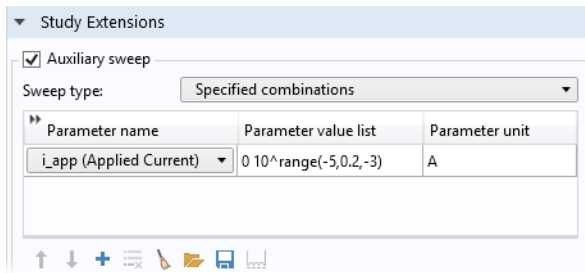 Study Extensions
Auxiliary sweep
Sweep type: Specified combinations
Parameter name Parameter value list Parameter unit
i_app (Applied Current) 0 10^range(-5,0.2,-3) A